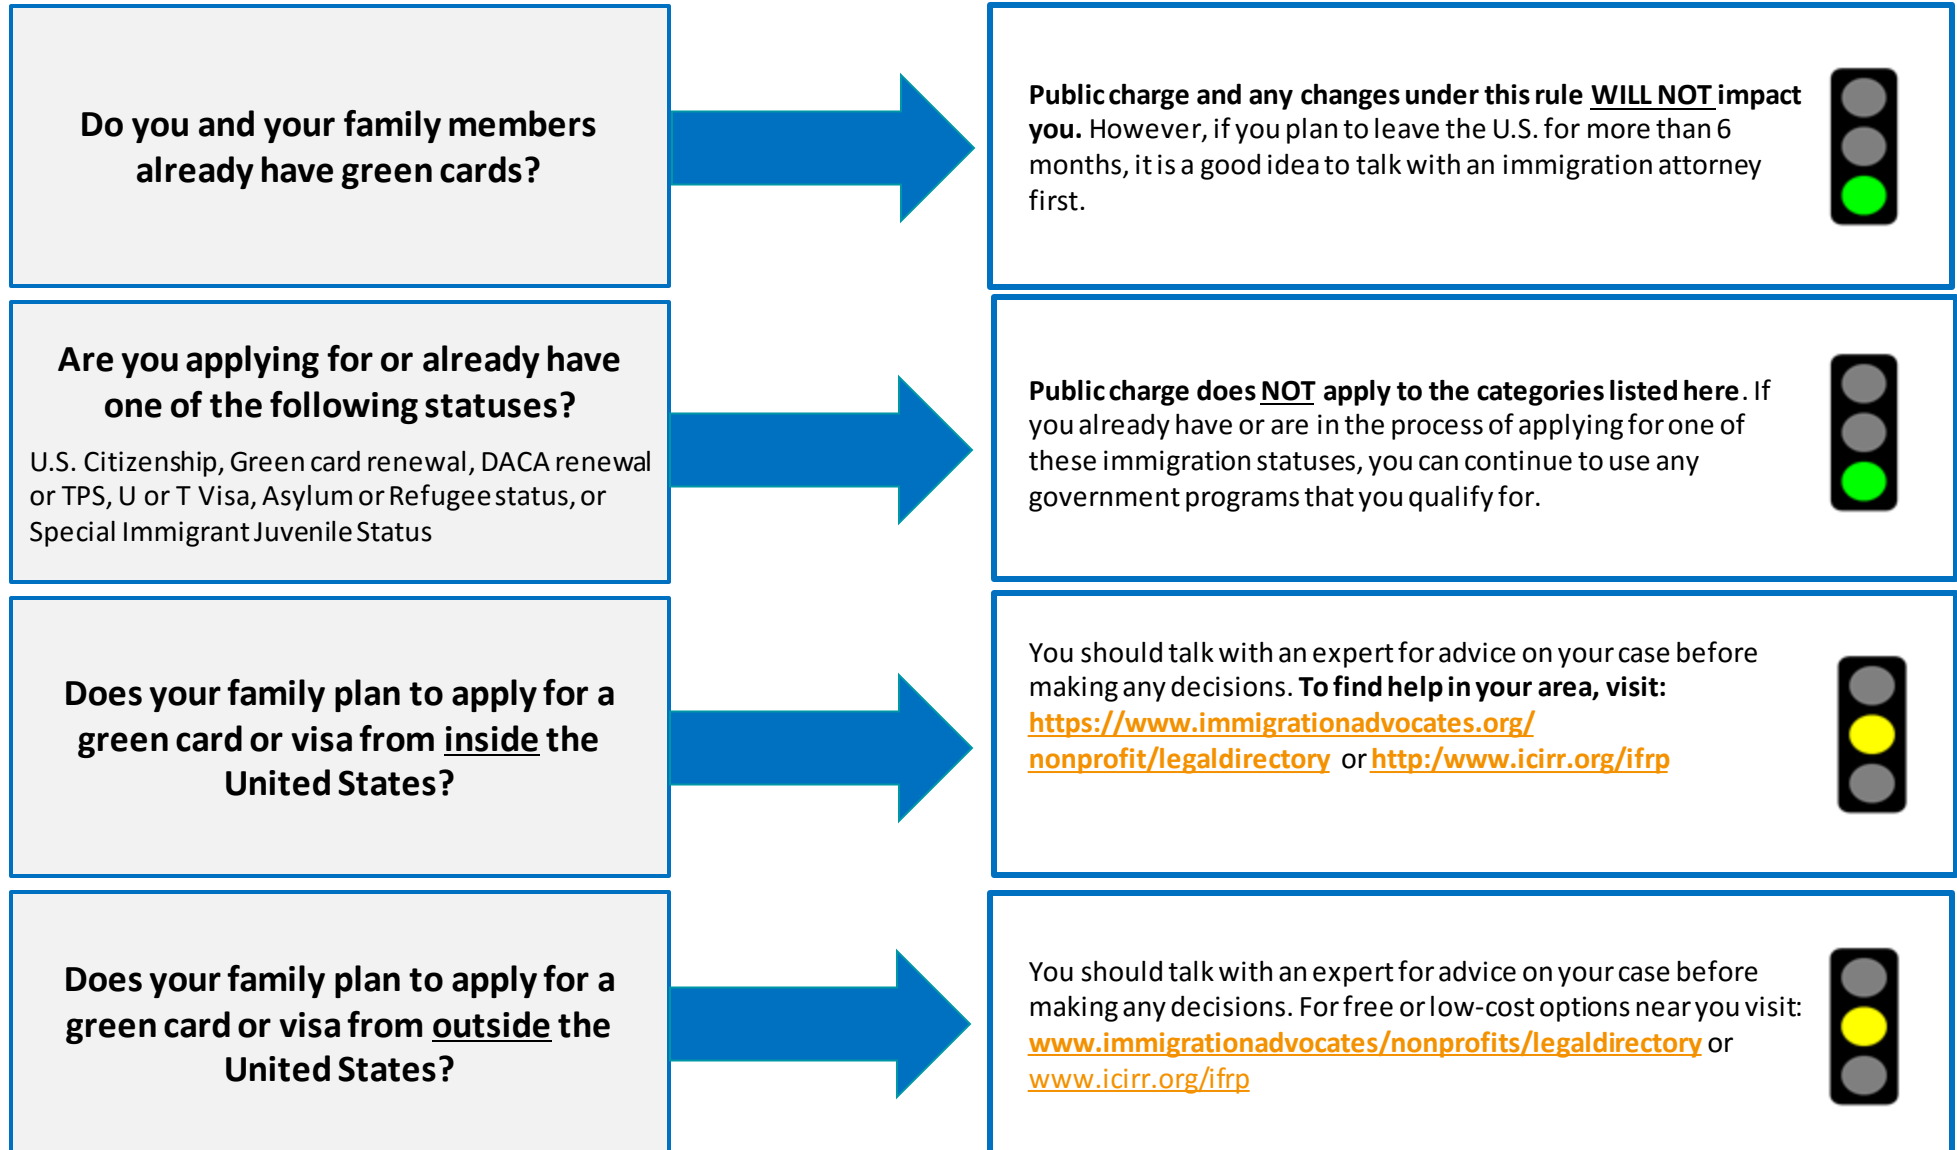 Do you and your family members
already have green cards?
Public charge and any changes under this rule WILL NOT impact
you. However, if you plan to leave the U.S. for more than 6
months, it is a good idea to talk with an immigration attorney
first.
Are you applying for or already have
one of the following statuses?
U.S. Citizenship, Green card renewal, DACA renewal
or TPS, U or T Visa, Asylum or Refugee status, or
Special Immigrant Juvenile Status
Public charge does NOT apply to the categories listed here. If
you already have or are in the process of applying for one of
these immigration statuses, you can continue to use any
government programs that you qualify for.
Does your family plan to apply for a
green card or visa from inside the
United States?
You should talk with an expert for advice on your case before
making any decisions. To find help in your area, visit:
https://www.immigrationadvocates.org/
nonprofit/legaldirectory or http:/www.icirr.org/ifrp
Does your family plan to apply for a
green card or visa from outside the
United States?
You should talk with an expert for advice on your case before
making any decisions. For free or low-cost options near you visit:
www.immigrationadvocates/nonprofits/legaldirectory or
www.icirr.org/ifrp